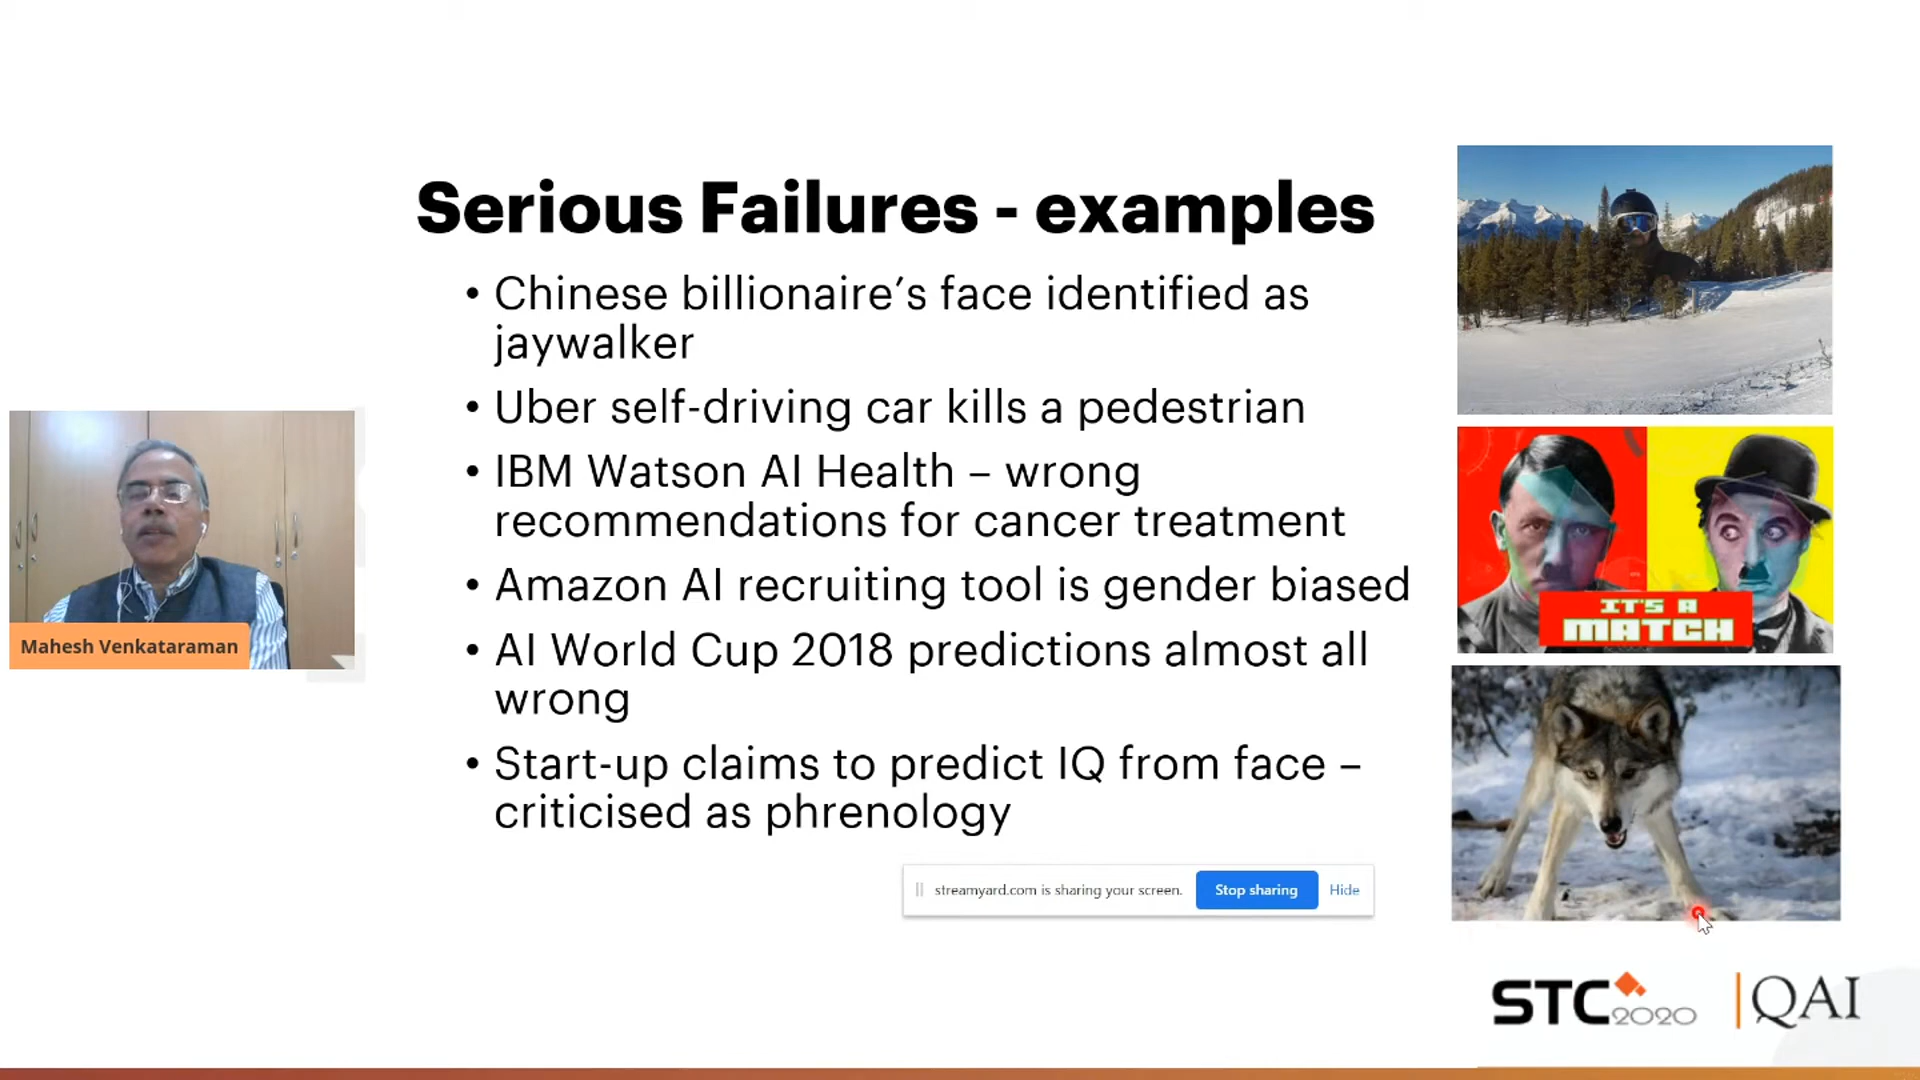 Serious Failures - examples
• Chinese billionaire’s face identified as
jaywalker
• Uber self-driving car kills a pedestrian
• IBM Watson AI Health – wrong
recommendations for cancer treatment
• Amazon AI recruiting tool is gender biased
• AI World Cup 2018 predictions almost all
wrong
• Start-up claims to predict IQ from face –
criticised as phrenology
Mahesh Venkataraman
IT'S A
MATCH
streamyard.com is sharing your screen.
Stop sharing
Hide
STC 2020
QAI